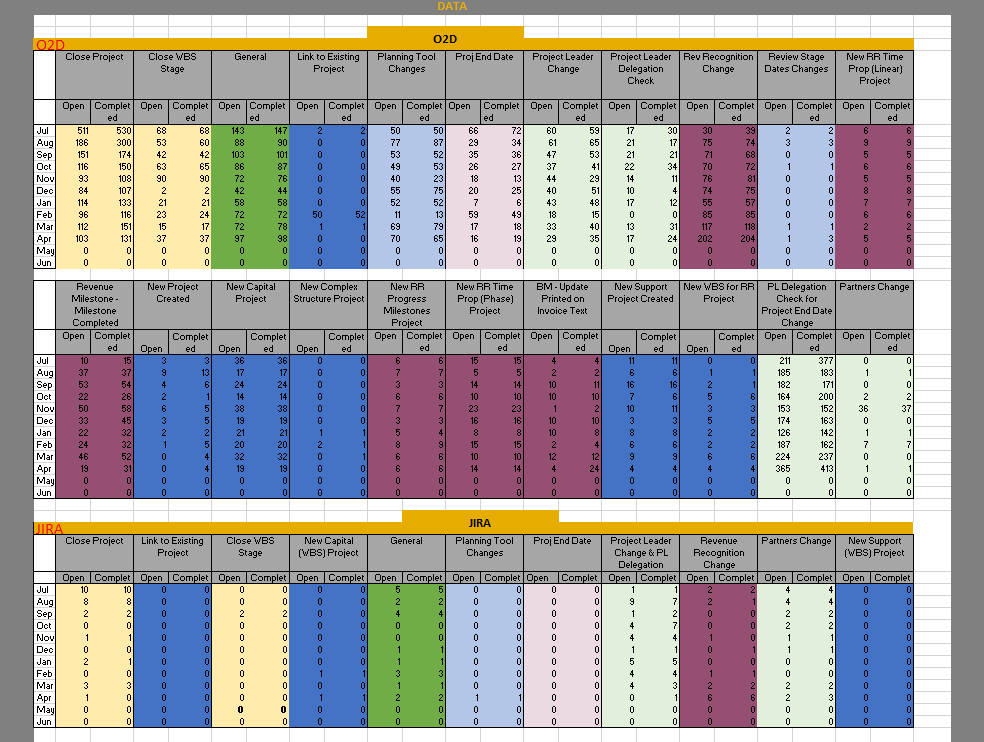 DATA
O2D
O2D
Close Project Close WBS Stage General Link to Existing Project Planning Tool Changes Proj End Date Project Leader Change Project Leader Delegation Check Rev Recognition Change Review Stage Dates Changes New RR Time Prop (Linear) Project
Open Completed Open Completed Open Completed Open Completed Open Completed Open Completed Open Completed Open Completed Open Completed Open Completed Open Completed
Jul 511 530 68 68 143 147 2 2 50 50 66 72 60 59 17 30 30 39 2 2 6 6
Aug 186 300 53 60 88 90 0 0 77 87 29 34 61 65 21 17 75 74 3 3 9 9
Sep 151 174 42 42 103 101 0 0 53 52 35 36 47 53 21 21 71 68 0 0 5 5
Oct 116 150 63 65 86 87 0 0 49 53 26 27 37 41 22 34 70 72 1 1 6 6
Nov 93 108 90 90 72 76 0 0 40 23 18 13 44 29 14 11 76 81 0 0 5 5
Dec 84 107 2 2 42 44 0 0 55 75 20 25 40 51 10 4 74 75 0 0 8 8
Jan 114 133 21 21 58 58 0 0 52 52 7 6 43 48 17 12 55 57 0 0 7 7
Feb 96 116 23 24 72 72 50 52 11 13 59 49 18 15 0 0 85 85 0 0 6 6
Mar 112 151 15 17 72 78 1 1 69 79 17 18 33 40 13 31 117 118 1 1 2 2
Apr 103 131 37 37 97 98 0 0 70 65 16 19 29 35 17 24 202 204 1 3 5 5
May 0 0 0 0 0 0 0 0 0 0 0 0 0 0 0 0 0 0 0 0 0 0
Jun 0 0 0 0 0 0 0 0 0 0 0 0 0 0 0 0 0 0 0 0 0 0
Revenue Milestone - Milestone Completed New Project Created New Capital Project New Complex Structure Project New RR Progress Milestones Project New RR Time Prop (Phase) Project BM - Update Printed on Invoice Text New Support Project Created New WBS for RR Project PL Delegation Check for Project End Date Change Partners Change
Open Completed Open Completed Open Completed Open Completed Open Completed Open Completed Open Completed Open Completed Open Completed Open Completed Open Completed
Jul 10 15 3 3 36 36 0 0 6 6 15 15 4 4 11 11 0 0 211 377 0 0
Aug 37 37 9 13 17 17 0 0 7 7 5 5 2 2 6 6 1 1 185 183 1 1
Sep 53 54 4 6 24 24 0 0 3 3 14 14 10 11 16 16 2 1 182 171 0 0
Oct 22 26 2 1 14 14 0 0 6 6 10 10 10 10 7 6 5 6 164 200 2 2
Nov 50 58 6 5 38 38 0 0 7 7 23 23 1 2 10 11 3 3 153 152 36 37
Dec 33 45 3 5 19 19 0 0 3 3 16 16 10 10 3 3 5 5 174 163 0 0
Jan 22 32 2 2 21 21 1 1 5 4 8 8 10 8 8 8 2 2 126 142 1 1
Feb 24 32 1 5 20 20 2 1 8 9 15 15 2 4 6 6 2 2 187 162 7 7
Mar 46 52 0 4 32 32 0 0 6 6 10 10 12 12 9 9 6 6 224 237 0 0
Apr 19 31 0 4 19 19 0 0 6 6 14 14 4 24 4 4 4 4 365 413 1 1
May 0 0 0 0 0 0 0 0 0 0 0 0 0 0 0 0 0 0 0 0 0 0
Jun 0 0 0 0 0 0 0 0 0 0 0 0 0 0 0 0 0 0 0 0 0 0
JIRA
JIRA
Close Project Link to Existing Project Close WBS Stage New Capital (WBS) Project General Planning Tool Changes Proj End Date Project Leader Change & PL Delegation Revenue Recognition Change Partners Change New Support (WBS) Project
Open Complet Open Complet Open Complet Open Complet Open Complet Open Complet Open Complet Open Complet Open Complet Open Complet Open Complet
Jul 10 10 0 0 0 0 0 0 5 5 0 0 0 0 1 1 2 2 4 4 0 0
Aug 8 8 0 0 0 0 0 0 2 2 0 0 0 0 9 7 2 1 4 4 0 0
Sep 2 2 0 0 2 2 0 0 4 4 0 0 0 0 1 2 0 0 2 2 0 0
Oct 0 0 0 0 0 0 0 0 0 0 0 0 0 0 4 7 0 0 2 2 0 0
Nov 1 1 0 0 0 0 0 0 0 0 0 0 0 0 4 4 1 0 1 1 0 0
Dec 0 0 0 0 0 0 0 0 1 1 0 0 0 0 1 1 0 0 1 1 0 0
Jan 2 1 0 0 0 0 0 0 1 1 0 0 0 0 5 5 0 0 0 0 0 0
Feb 0 0 0 0 0 0 1 1 3 3 0 0 0 0 4 4 1 1 0 0 0 0
Mar 3 3 0 0 0 0 0 0 1 1 0 0 0 0 4 3 2 2 2 2 0 0
Apr 1 0 0 0 0 0 1 1 2 2 1 1 0 0 0 0 6 6 2 3 0 0
May 0 0 0 0 0 0 0 0 0 0 0 0 0 0 0 0 0 0 0 0 0 0
Jun 0 0 0 0 0 0 0 0 0 0 0 0 0 0 0 0 0 0 0 0 0 0